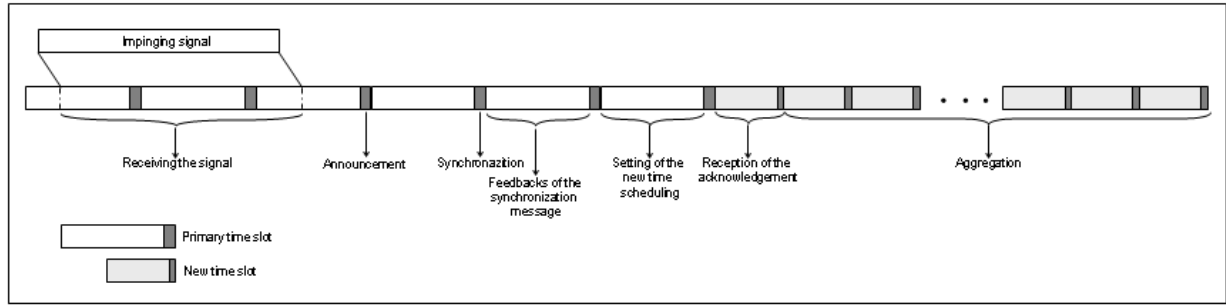 Impinging signal
Receiving the signal
Announcement
Synchronazition
Feedbacks of the
synchronization
message
Setting of the
new time
scheduling
Reception of the
acknowledgement
Aggregation
Primary time slot
New time slot